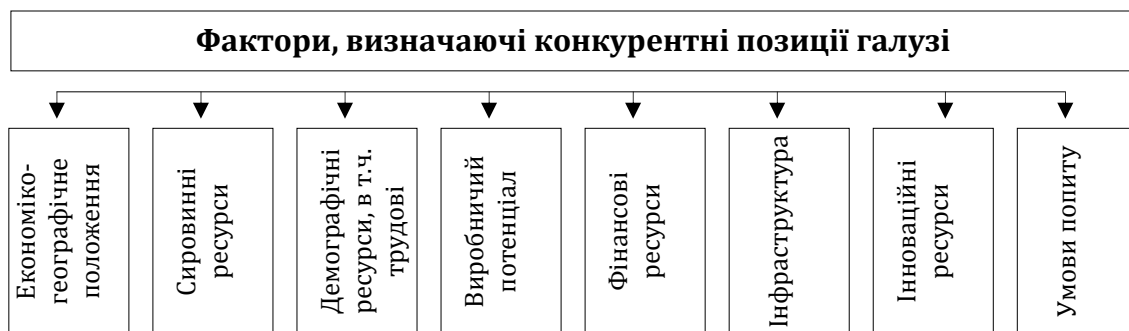 Фактори, визначаючі конкурентні позиції галузі
Економіко-
географічне
положення
Сировинні
ресурси
Демографічні
ресурси, в т.ч.
трудові
Виробничий
потенціал
Фінансові
ресурси
Інфраструктура
Інноваційні
ресурси
Умови попиту